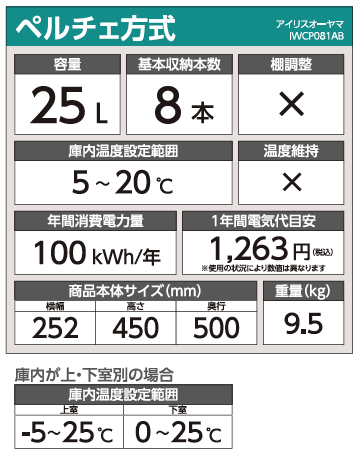 ペルチェ方式
アイリスオーヤマ
IWCP081AB
容量
基本収納本数
棚調整
25L
8本
×
庫内温度設定範囲
温度維持
5～20℃
×
年間消費電力量
1年間電気代目安
100kWh/年
1,263円(税込)
※使用の状況により数値は異なります
商品本体サイズ(mm)
重量(kg)
横幅
高さ
奥行
252
450
500
9.5
庫内が上・下室別の場合
庫内温度設定範囲
上室
下室
-5～25℃
0～25℃